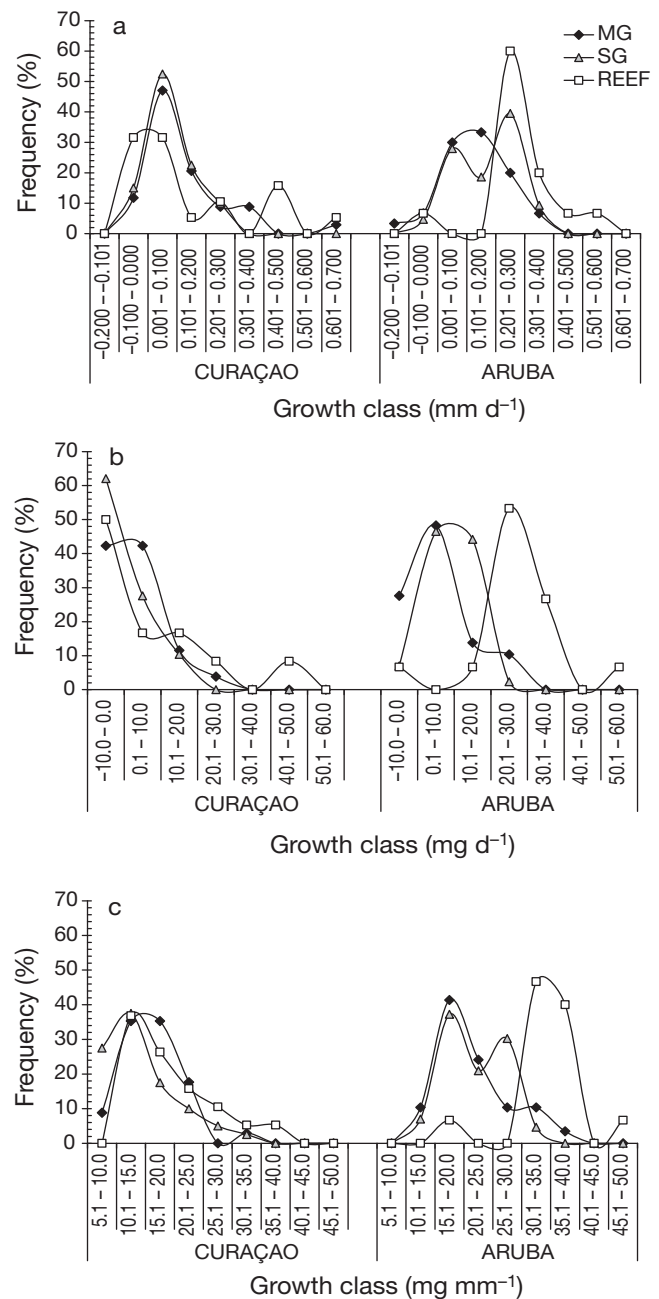 a
MG
SG
REEF
Frequency (%)
70
60
50
40
30
20
10
0
−0.200 – −0.101
−0.100 – 0.000
0.001 – 0.100
0.101 – 0.200
0.201 – 0.300
0.301 – 0.400
0.401 – 0.500
0.501 – 0.600
0.601 – 0.700
−0.200 – −0.101
−0.100 – 0.000
0.001 – 0.100
0.101 – 0.200
0.201 – 0.300
0.301 – 0.400
0.401 – 0.500
0.501 – 0.600
0.601 – 0.700
CURAÇAO
ARUBA
Growth class (mm d⁻¹)
b
Frequency (%)
70
60
50
40
30
20
10
0
−10.0 – 0.0
0.1 – 10.0
10.1 – 20.0
20.1 – 30.0
30.1 – 40.0
40.1 – 50.0
50.1 – 60.0
−10.0 – 0.0
0.1 – 10.0
10.1 – 20.0
20.1 – 30.0
30.1 – 40.0
40.1 – 50.0
50.1 – 60.0
CURAÇAO
ARUBA
Growth class (mg d⁻¹)
c
Frequency (%)
70
60
50
40
30
20
10
0
5.1 – 10.0
10.1 – 15.0
15.1 – 20.0
20.1 – 25.0
25.1 – 30.0
30.1 – 35.0
35.1 – 40.0
40.1 – 45.0
45.1 – 50.0
5.1 – 10.0
10.1 – 15.0
15.1 – 20.0
20.1 – 25.0
25.1 – 30.0
30.1 – 35.0
35.1 – 40.0
40.1 – 45.0
45.1 – 50.0
CURAÇAO
ARUBA
Growth class (mg mm⁻¹)